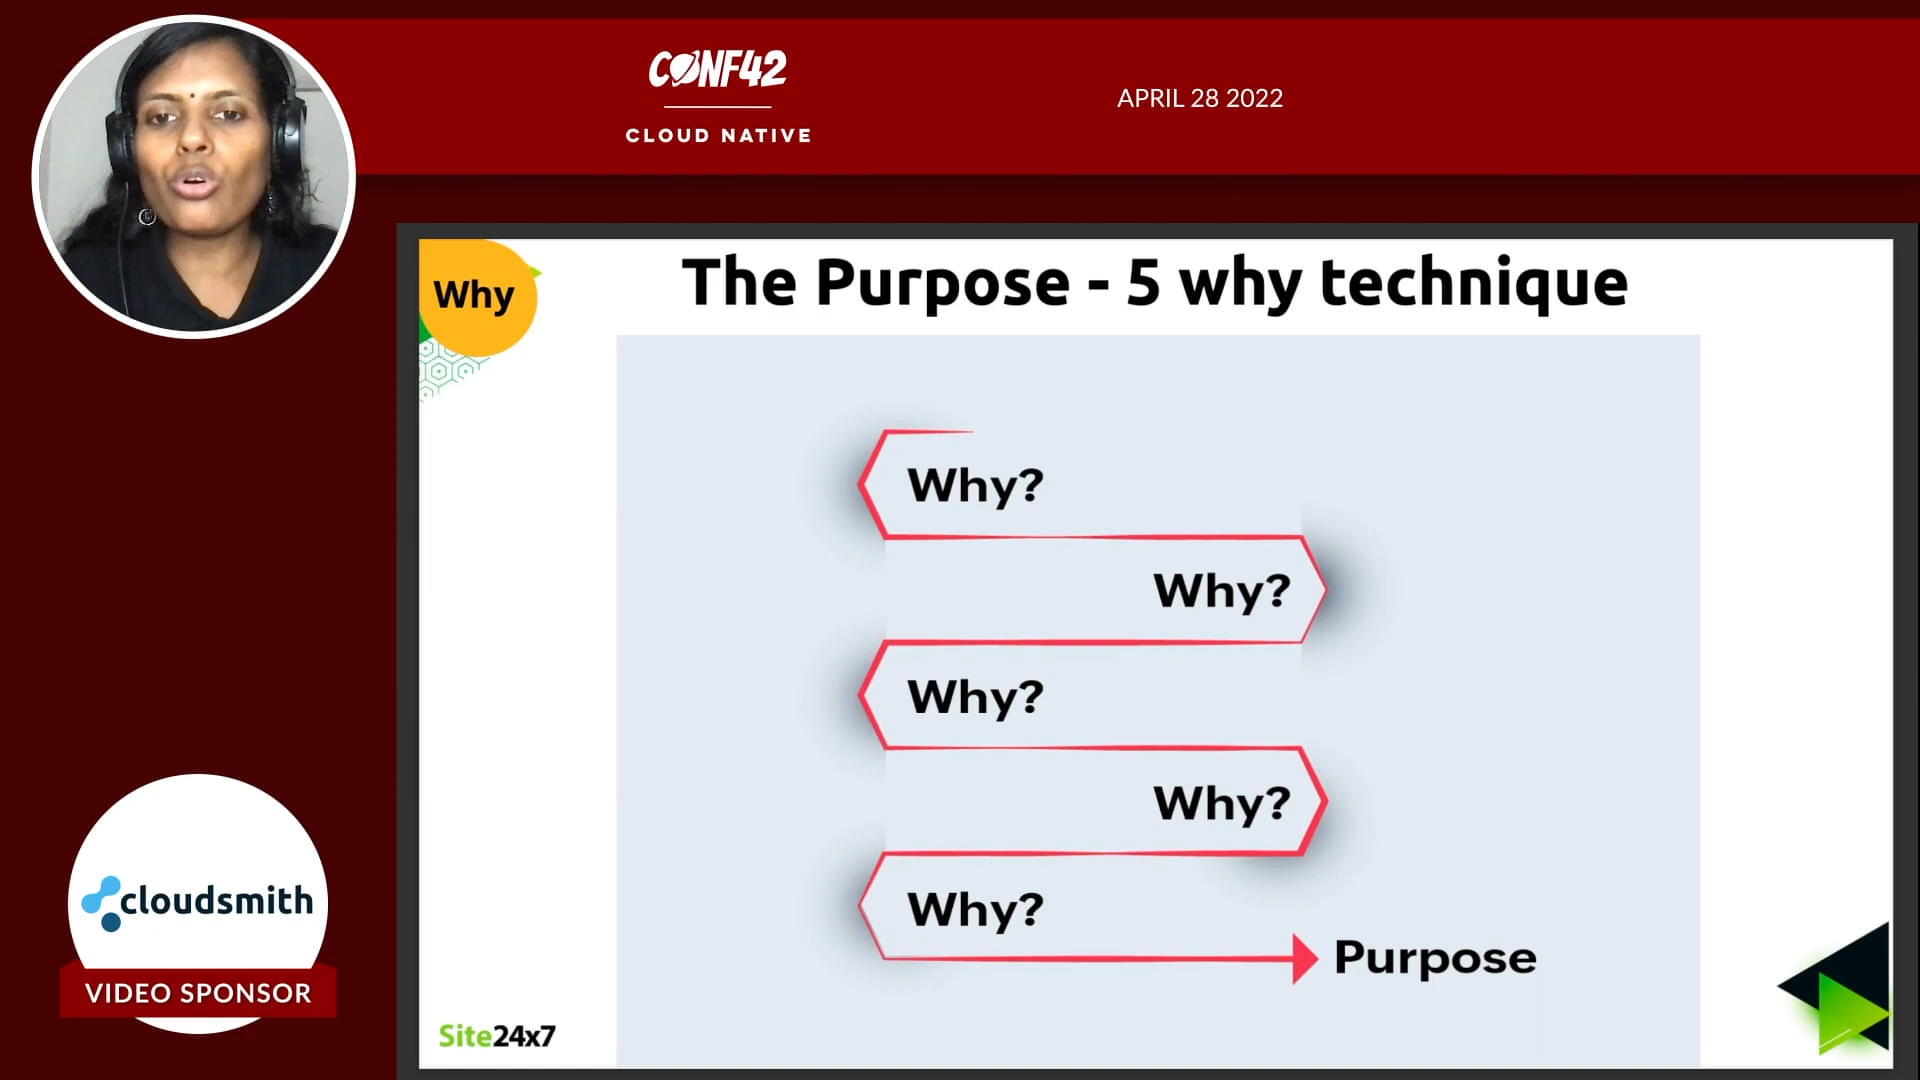 CONF42
CLOUD NATIVE
APRIL 28 2022
Why
The Purpose - 5 why technique
Why?
Why?
Why?
Why?
Why?
Purpose
cloudsmith
VIDEO SPONSOR
Site24x7